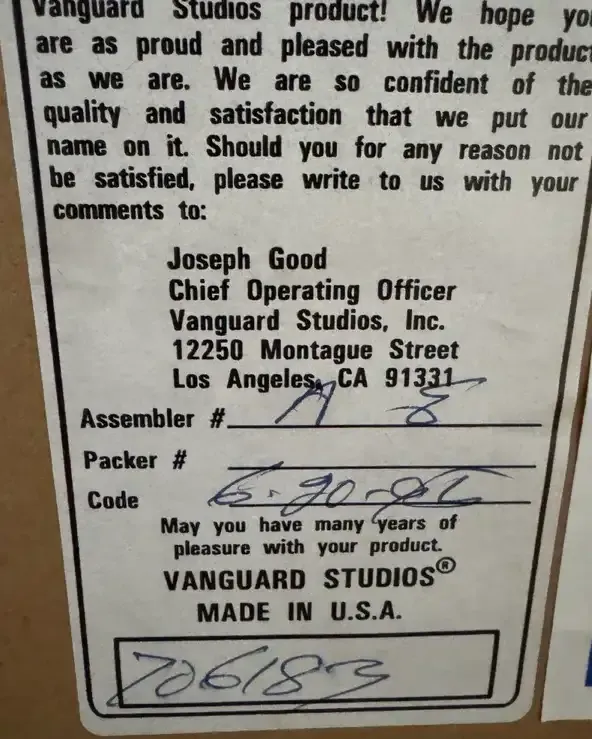 Vanguard Studios product! We hope you
are as proud and pleased with the product
as we are. We are so confident of the
quality and satisfaction that we put our
name on it. Should you for any reason not
be satisfied, please write to us with your
comments to:
Joseph Good
Chief Operating Officer
Vanguard Studios, Inc.
12250 Montague Street
Los Angeles, CA 91331
Assembler # A 8
Packer #
Code
May you have many years of
pleasure with your product.
VANGUARD STUDIOS®
MADE IN U.S.A.
706183